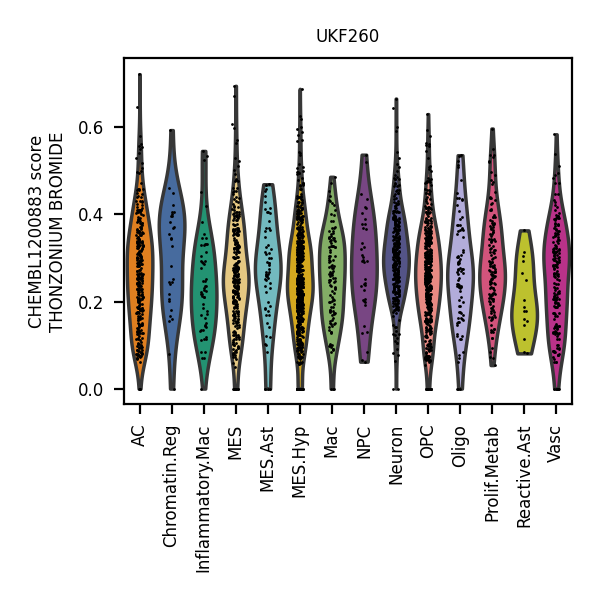 UKF260
CHEMBL1200883 score
THONZONIUM BROMIDE
0.6
0.4
0.2
0.0
AC
Chromatin.Reg
Inflammatory.Mac
MES
MES.Ast
MES.Hyp
Mac
NPC
Neuron
OPC
Oligo
Prolif.Metab
Reactive.Ast
Vasc